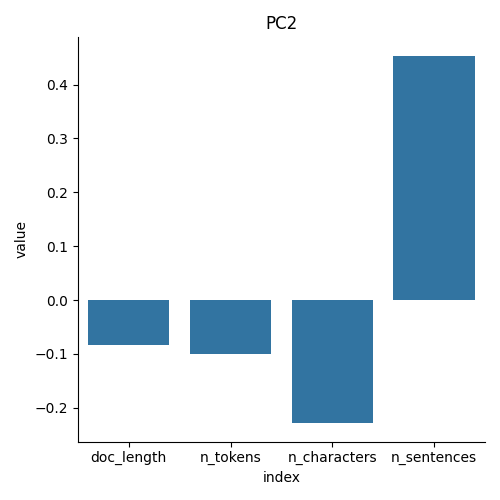 PC2
0.4
0.3
0.2
0.1
0.0
−0.1
−0.2
value
doc_length n_tokens n_characters n_sentences
index